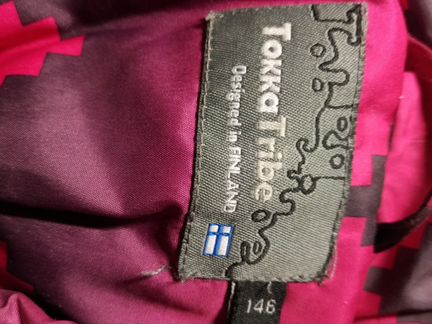 Tokka Tribe
Designed in FINLAND
146